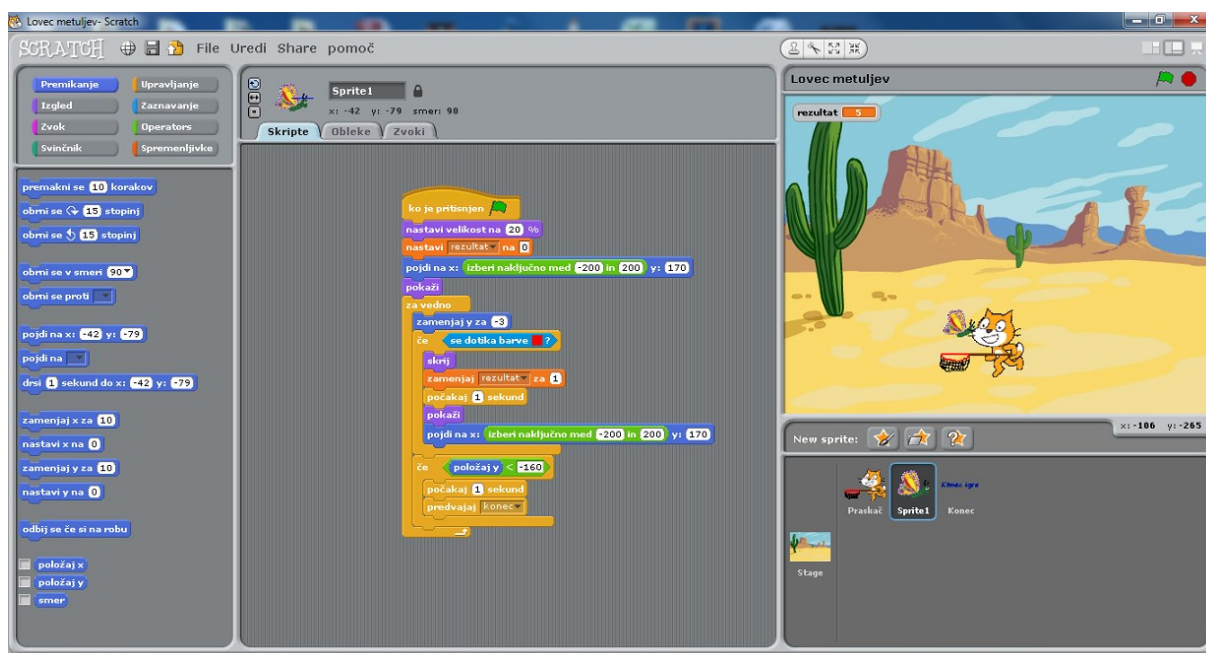 Lovec metuljev- Scratch
SCRATCH File Uredi Share pomoč
Premikanje Upravljanje
Izgled Zaznavanje
Zvok Operators
Svinčnik Spremenljivke
premakni se 10 korakov
obrni se 15 stopinj
obrni se 15 stopinj
obrni se v smeri 90
obrni se proti
pojdi na x: -42 y: -79
pojdi na
drsi 1 sekund do x: -42 y: -79
zamenjaj x za 10
nastavi x na 0
zamenjaj y za 10
nastavi y na 0
odbij se če si na robu
položaj x
položaj y
smer
Sprite1
x: -42 y: -79 smer: 90
Skripte Obleke Zvoki
ko je pritisnjen
nastavi velikost na 20 %
nastavi rezultat na 0
pojdi na x: izberi naključno med -200 in 200 y: 170
pokaži
za vedno
zamenjaj y za -3
če se dotika barve ?
skrij
zamenjaj rezultat za 1
počakaj 1 sekund
pokaži
pojdi na x: izberi naključno med -200 in 200 y: 170
če položaj y < -160
počakaj 1 sekund
predvajaj konec
Lovec metuljev
rezultat 5
x: -106 y: -265
New sprite:
Praskač Sprite1 Konec
Konec igre
Stage